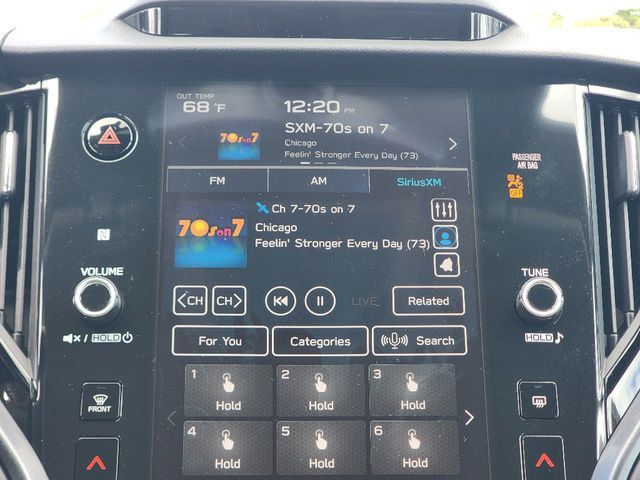 OUT TEMP
68 °F
12:20 PM
70s on 7
SXM-70s on 7
Chicago
Feelin' Stronger Every Day (73)
PASSENGER
AIR BAG
OFF
FM AM SiriusXM
70s on 7
Ch 7-70s on 7
Chicago
Feelin' Stronger Every Day (73)
VOLUME
TUNE
CH CH LIVE Related
/ HOLD
HOLD
For You Categories Search
1 2 3
Hold Hold Hold
FRONT
4 5 6
Hold Hold Hold